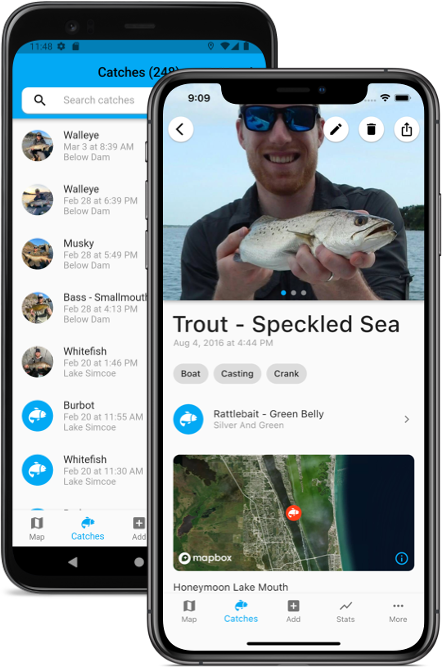 11:48
Catches (248)
Search catches
Walleye
Mar 3 at 8:39 AM
Below Dam
Walleye
Feb 28 at 6:39 PM
Below Dam
Musky
Feb 28 at 5:49 PM
Below Dam
Bass - Smallmouth
Feb 28 at 4:13 PM
Below Dam
Whitefish
Feb 20 at 1:46 PM
Lake Simcoe
Burbot
Feb 20 at 11:55 AM
Lake Simcoe
Whitefish
Feb 20 at 11:30 AM
Lake Simcoe
Map
Catches
Add
9:09
Trout - Speckled Sea
Aug 4, 2016 at 4:44 PM
Boat Casting Crank
Rattlebait - Green Belly
Silver And Green
mapbox
Honeymoon Lake Mouth
Map Catches Add Stats More